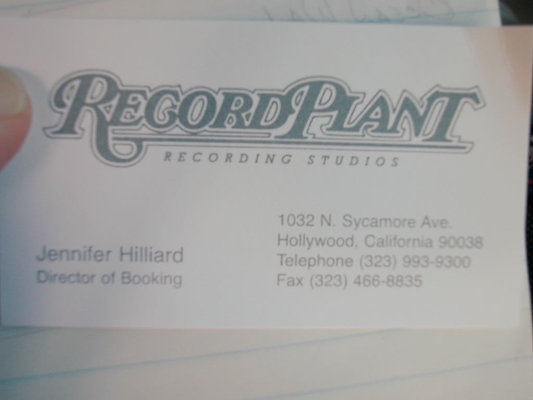 RECORD PLANT
RECORDING STUDIOS
Jennifer Hilliard
Director of Booking
1032 N. Sycamore Ave.
Hollywood, California 90038
Telephone (323) 993-9300
Fax (323) 466-8835